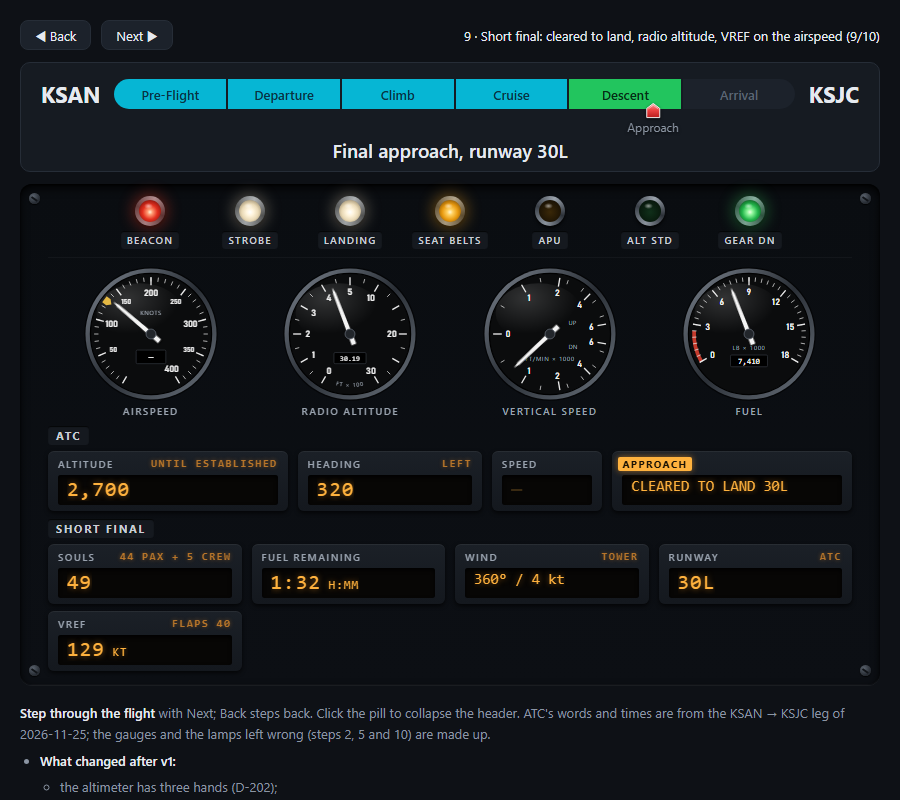 ◀ Back
Next ▶
9 · Short final: cleared to land, radio altitude, VREF on the airspeed (9/10)
KSAN
Pre-Flight
Departure
Climb
Cruise
Descent
Arrival
KSJC
Approach
Final approach, runway 30L
BEACON
STROBE
LANDING
SEAT BELTS
APU
ALT STD
GEAR DN
50
100
150
200
250
300
350
400
KNOTS
—
0
1
2
3
4
5
10
20
30
30.19
FT × 100
0
1
2
4
6
6
4
2
1
UP
DN
T/MIN × 1000
0
3
6
9
12
15
18
LB × 1000
7,410
AIRSPEED
RADIO ALTITUDE
VERTICAL SPEED
FUEL
ATC
ALTITUDE
UNTIL ESTABLISHED
2,700
HEADING
LEFT
320
SPEED
—
APPROACH
CLEARED TO LAND 30L
SHORT FINAL
SOULS
44 PAX + 5 CREW
49
FUEL REMAINING
1:32 H:MM
WIND
TOWER
360° / 4 kt
RUNWAY
ATC
30L
VREF
FLAPS 40
129 KT
Step through the flight with Next; Back steps back. Click the pill to collapse the header. ATC's words and times are from the KSAN → KSJC leg of
2026-11-25; the gauges and the lamps left wrong (steps 2, 5 and 10) are made up.
• What changed after v1:
◦ the altimeter has three hands (D-202);